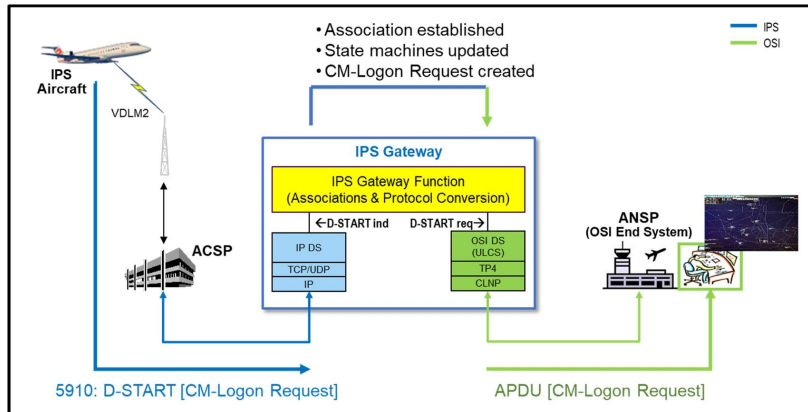 • Association established
• State machines updated
• CM-Logon Request created
IPS
OSI
IPS
Aircraft
VDLM2
IPS Gateway
IPS Gateway Function
(Associations & Protocol Conversion)
←D-START ind
D-START req→
ACSP
IP DS
TCP/UDP
IP
OSI DS
(ULCS)
TP4
CLNP
ANSP
(OSI End System)
5910: D-START [CM-Logon Request]
APDU [CM-Logon Request]